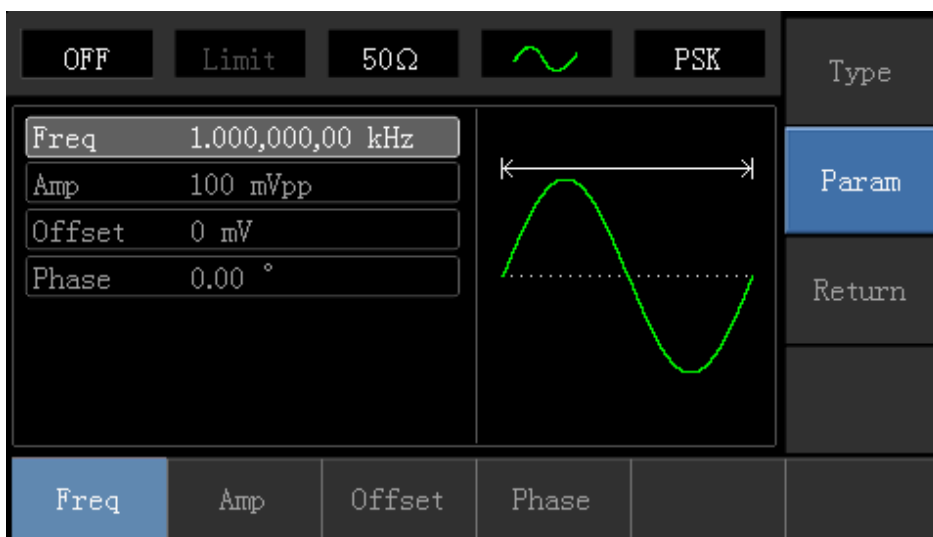 OFF Limit 50Ω PSK Type
Freq 1.000,000,00 kHz
Amp 100 mVpp
Offset 0 mV
Phase 0.00 °
Param
Return
Freq Amp Offset Phase